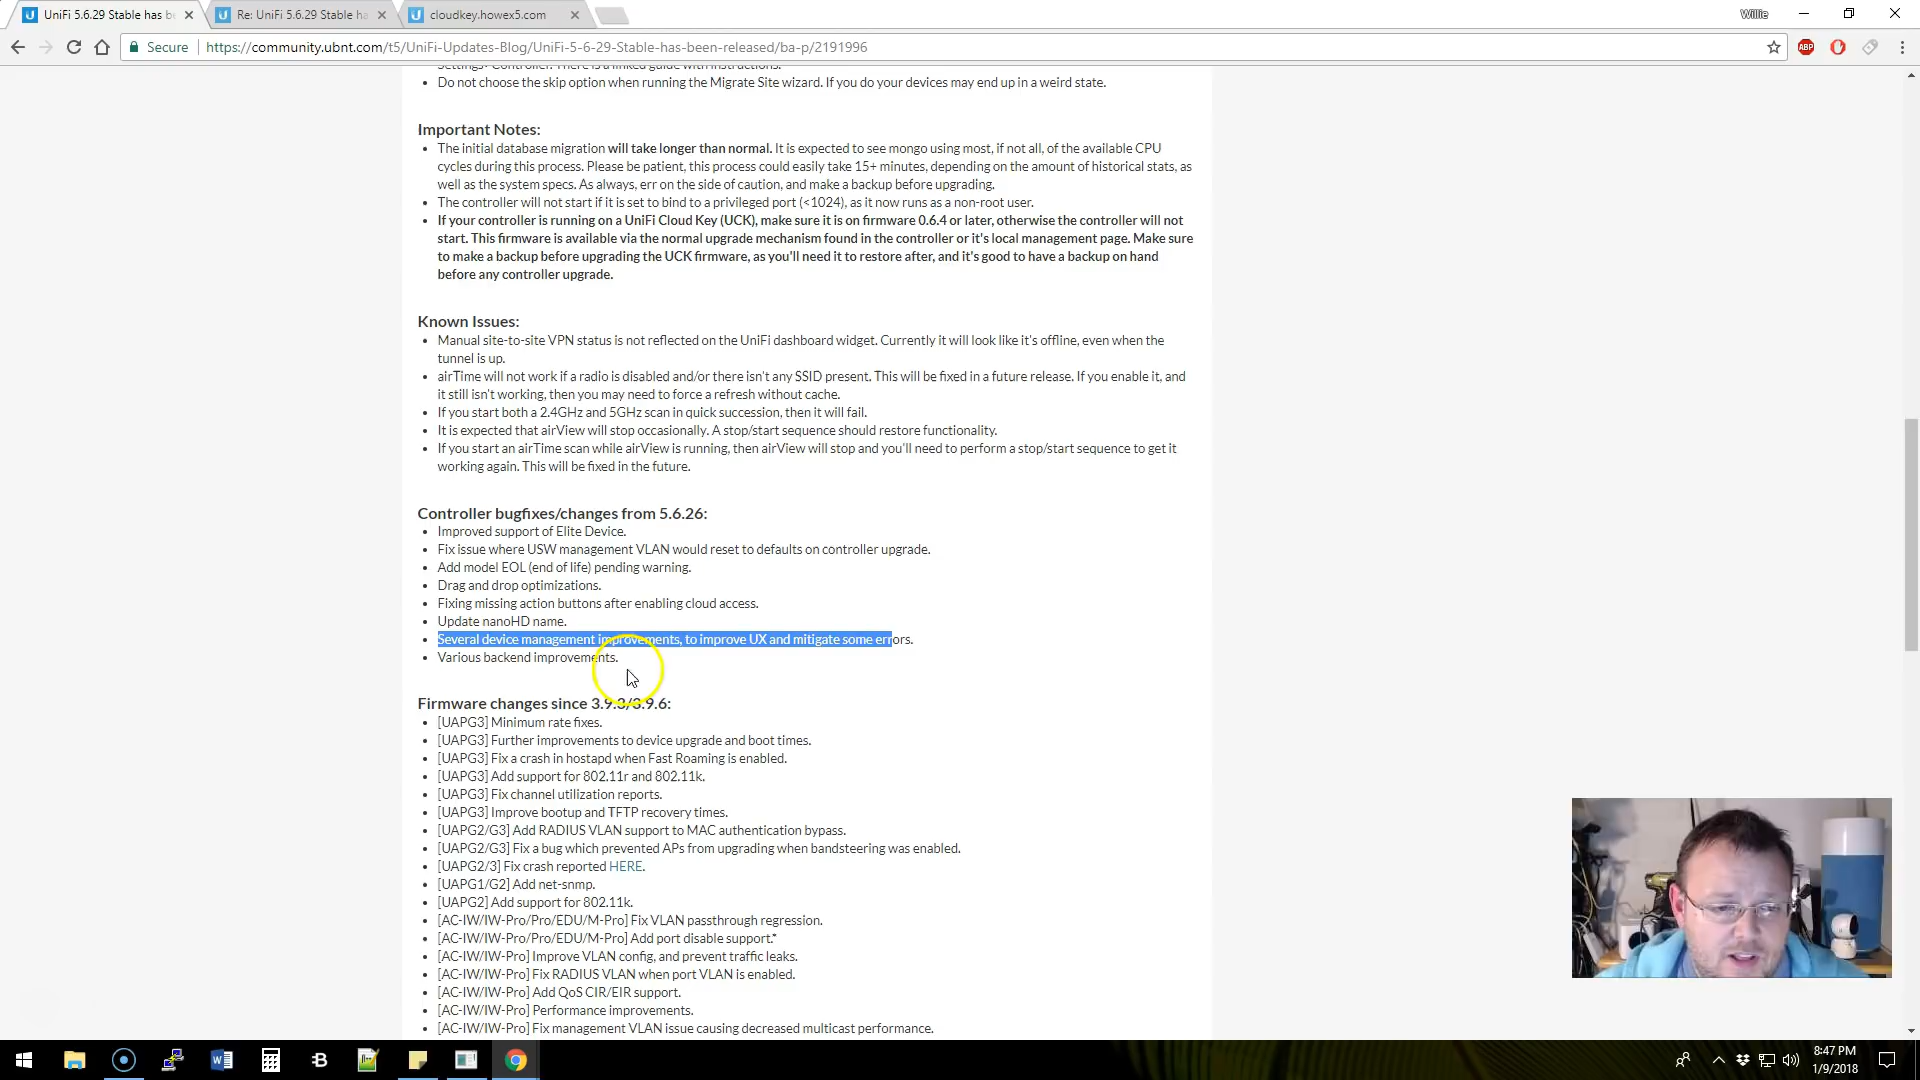 UniFi 5.6.29 Stable has be
Re: UniFi 5.6.29 Stable ha
cloudkey.howex5.com
Willie
Secure
https://community.ubnt.com/t5/UniFi-Updates-Blog/UniFi-5-6-29-Stable-has-been-released/ba-p/2191996
ABP
Settings>Controller. There is a linked guide with instructions.
Do not choose the skip option when running the Migrate Site wizard. If you do your devices may end up in a weird state.
Important Notes:
The initial database migration will take longer than normal. It is expected to see mongo using most, if not all, of the available CPU
cycles during this process. Please be patient, this process could easily take 15+ minutes, depending on the amount of historical stats, as
well as the system specs. As always, err on the side of caution, and make a backup before upgrading.
The controller will not start if it is set to bind to a privileged port (<1024), as it now runs as a non-root user.
If your controller is running on a UniFi Cloud Key (UCK), make sure it is on firmware 0.6.4 or later, otherwise the controller will not
start. This firmware is available via the normal upgrade mechanism found in the controller or it's local management page. Make sure
to make a backup before upgrading the UCK firmware, as you'll need it to restore after, and it's good to have a backup on hand
before any controller upgrade.
Known Issues:
Manual site-to-site VPN status is not reflected on the UniFi dashboard widget. Currently it will look like it's offline, even when the
tunnel is up.
airTime will not work if a radio is disabled and/or there isn't any SSID present. This will be fixed in a future release. If you enable it, and
it still isn't working, then you may need to force a refresh without cache.
If you start both a 2.4GHz and 5GHz scan in quick succession, then it will fail.
It is expected that airView will stop occasionally. A stop/start sequence should restore functionality.
If you start an airTime scan while airView is running, then airView will stop and you'll need to perform a stop/start sequence to get it
working again. This will be fixed in the future.
Controller bugfixes/changes from 5.6.26:
Improved support of Elite Device.
Fix issue where USW management VLAN would reset to defaults on controller upgrade.
Add model EOL (end of life) pending warning.
Drag and drop optimizations.
Fixing missing action buttons after enabling cloud access.
Update nanoHD name.
Several device management improvements, to improve UX and mitigate some errors.
Various backend improvements.
Firmware changes since 3.9.3/3.9.6:
[UAPG3] Minimum rate fixes.
[UAPG3] Further improvements to device upgrade and boot times.
[UAPG3] Fix a crash in hostapd when Fast Roaming is enabled.
[UAPG3] Add support for 802.11r and 802.11k.
[UAPG3] Fix channel utilization reports.
[UAPG3] Improve bootup and TFTP recovery times.
[UAPG2/G3] Add RADIUS VLAN support to MAC authentication bypass.
[UAPG2/G3] Fix a bug which prevented APs from upgrading when bandsteering was enabled.
[UAPG2/3] Fix crash reported HERE.
[UAPG1/G2] Add net-snmp.
[UAPG2] Add support for 802.11k.
[AC-IW/IW-Pro/Pro/EDU/M-Pro] Fix VLAN passthrough regression.
[AC-IW/IW-Pro/Pro/EDU/M-Pro] Add port disable support.*
[AC-IW/IW-Pro] Improve VLAN config, and prevent traffic leaks.
[AC-IW/IW-Pro] Fix RADIUS VLAN when port VLAN is enabled.
[AC-IW/IW-Pro] Add QoS CIR/EIR support.
[AC-IW/IW-Pro] Performance improvements.
[AC-IW/IW-Pro] Fix management VLAN issue causing decreased multicast performance.
8:47 PM
1/9/2018